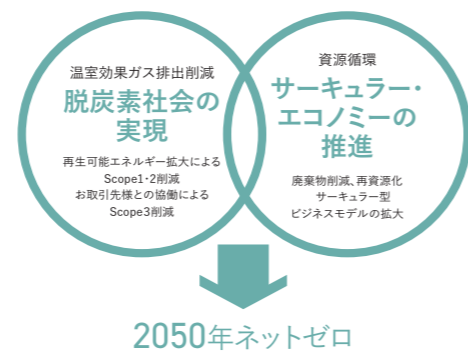 温室効果ガス排出削減
脱炭素社会の
実現
再生可能エネルギー拡大による
Scope1・2削減
お取引先様との協働による
Scope3削減
資源循環
サーキュラー・
エコノミーの
推進
廃棄物削減、再資源化
サーキュラー型
ビジネスモデルの拡大
2050年ネットゼロ